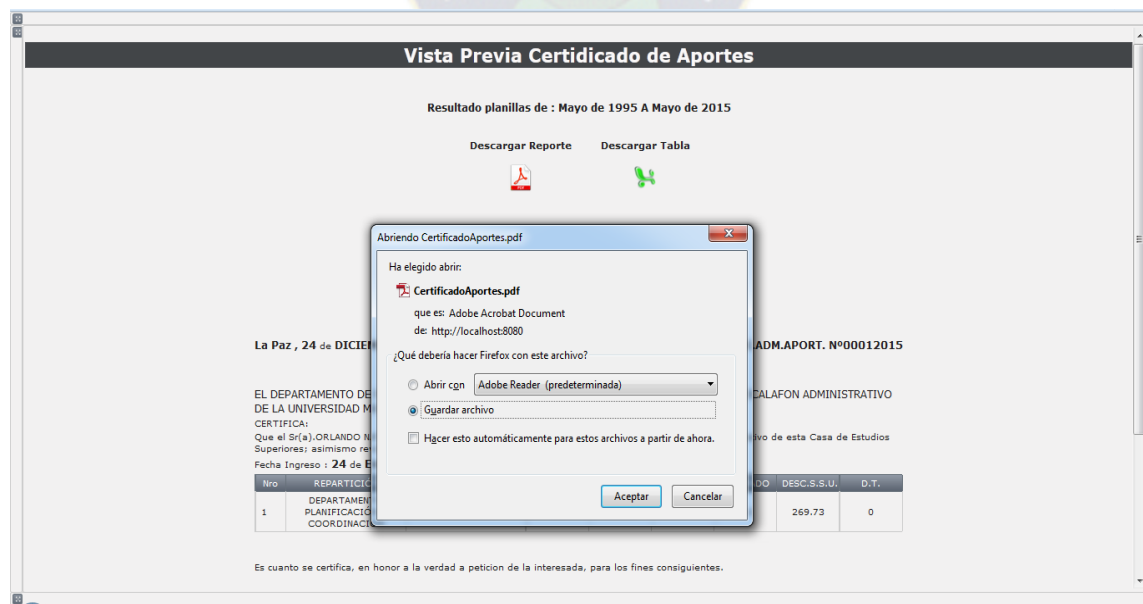 Vista Previa Certidicado de Aportes
Resultado planillas de : Mayo de 1995 A Mayo de 2015
Descargar Reporte Descargar Tabla
Abriendo CertificadoAportes.pdf
Ha elegido abrir:
CertificadoAportes.pdf
que es: Adobe Acrobat Document
de: http://localhost:8080
¿Qué debería hacer Firefox con este archivo?
Abrir con Adobe Reader (predeterminada)
Guardar archivo
Hacer esto automáticamente para estos archivos a partir de ahora.
Aceptar Cancelar
La Paz , 24 de ADM.APORT. Nº00012015
EL DEPARTAMENTO ADMINISTRATIVO
DE LA UNIVERSIDAD
CERTIFICA:
Que el Sr(a).ORLANDO de esta Casa de Estudios
Superiores; asimismo
Fecha Ingreso : 24 de
Nro DESC.S.S.U. D.T.
1 269.73 0
Es cuanto se certifica, en honor a la verdad a peticion de la interesada, para los fines consiguientes.